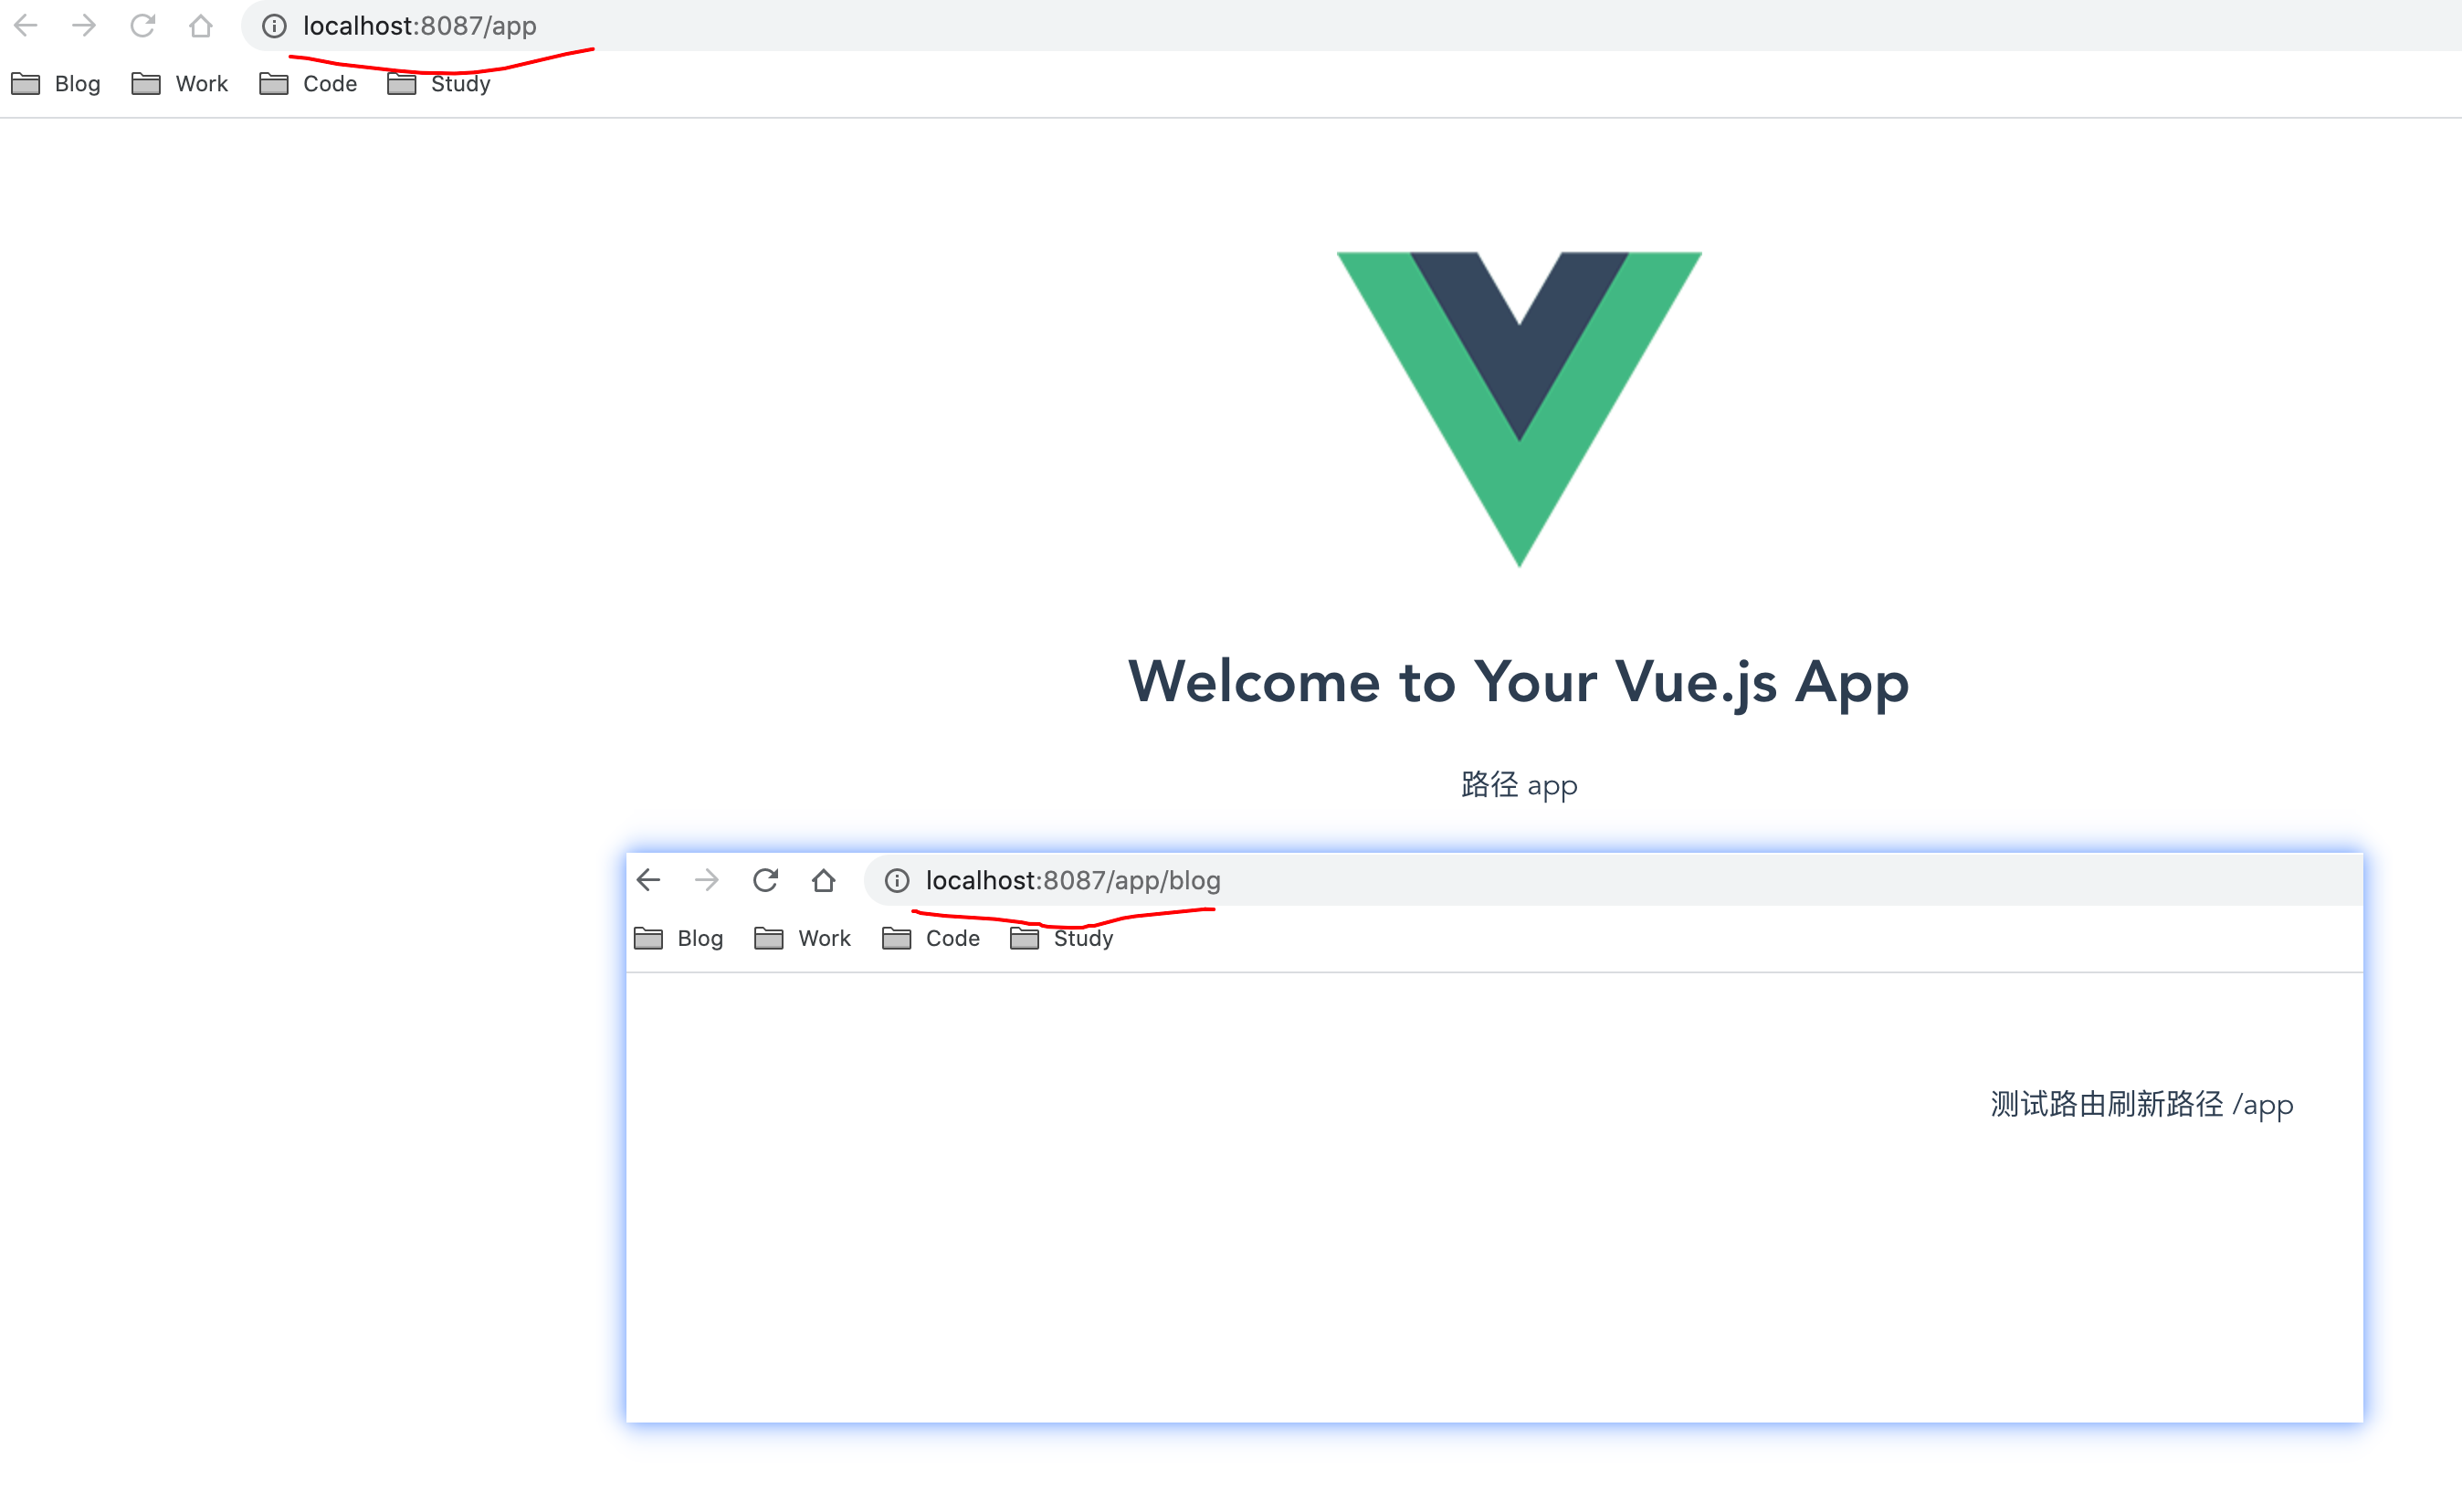 localhost:8087/app
Blog Work Code Study
Welcome to Your Vue.js App
路径 app
localhost:8087/app/blog
Blog Work Code Study
测试路由刷新路径 /app